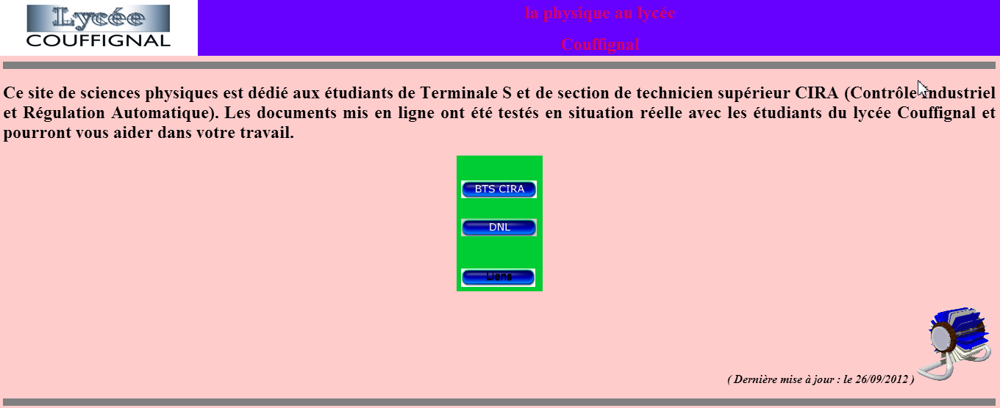 Lycée
COUFFIGNAL
la physique au lycée
Couffignal
Ce site de sciences physiques est dédié aux étudiants de Terminale S et de section de technicien supérieur CIRA (Contrôle industriel
et Régulation Automatique). Les documents mis en ligne ont été testés en situation réelle avec les étudiants du lycée Couffignal et
pourront vous aider dans votre travail.
BTS CIRA
DNL
Liens
( Dernière mise à jour : le 26/09/2012 )